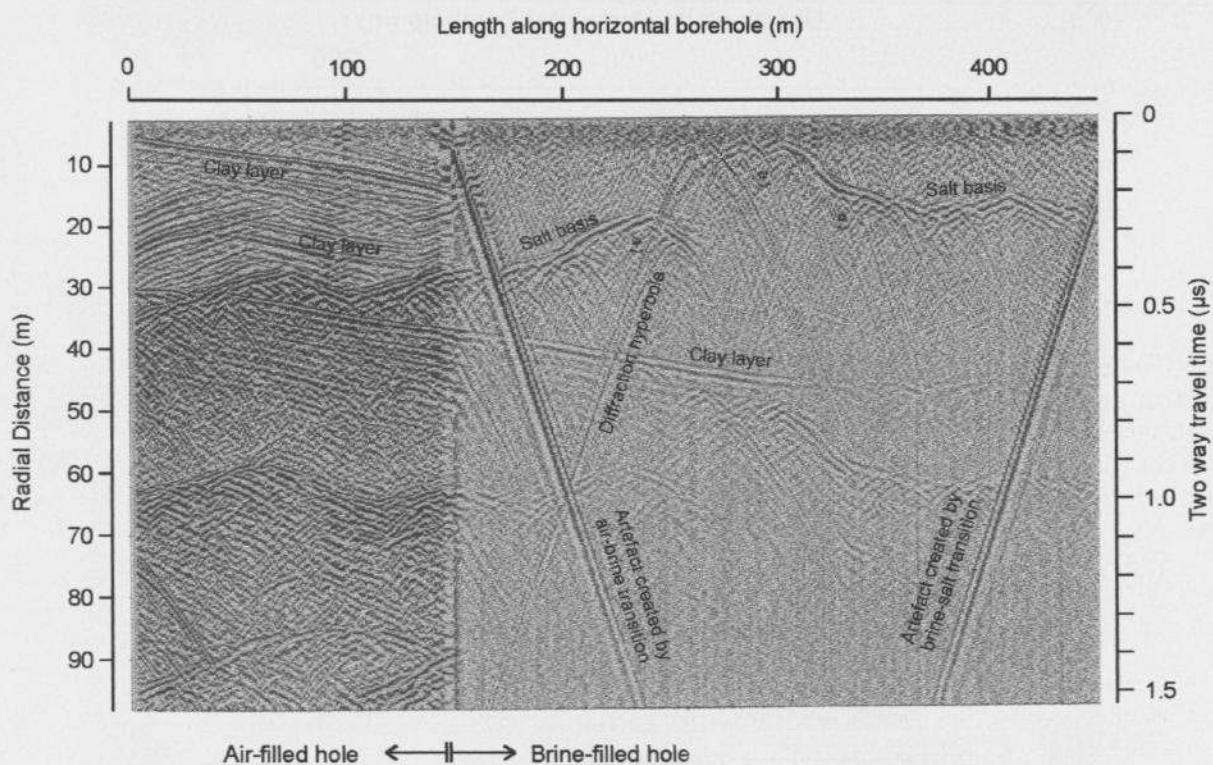 Length along horizontal borehole (m)
0 100 200 300 400
Radial Distance (m)
10
20
30
40
50
60
70
80
90
Two way travel time (µs)
0
0.5
1.0
1.5
Clay layer
Clay layer
Salt basis
Salt basis
Diffraction hyperbola
Clay layer
Artefact created by
air-brine transition
Artefact created by
brine-salt transition
Air-filled hole
Brine-filled hole